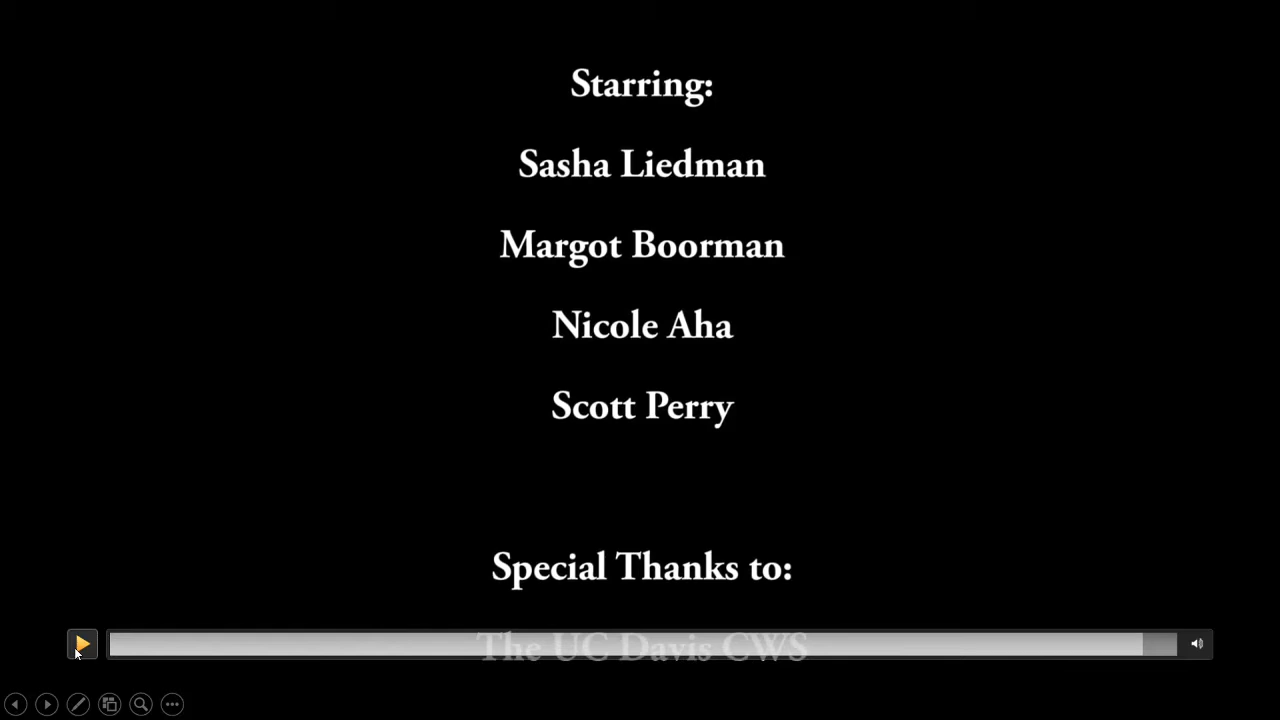 Starring:
Sasha Liedman
Margot Boorman
Nicole Aha
Scott Perry
Special Thanks to:
The UC Davis CWS